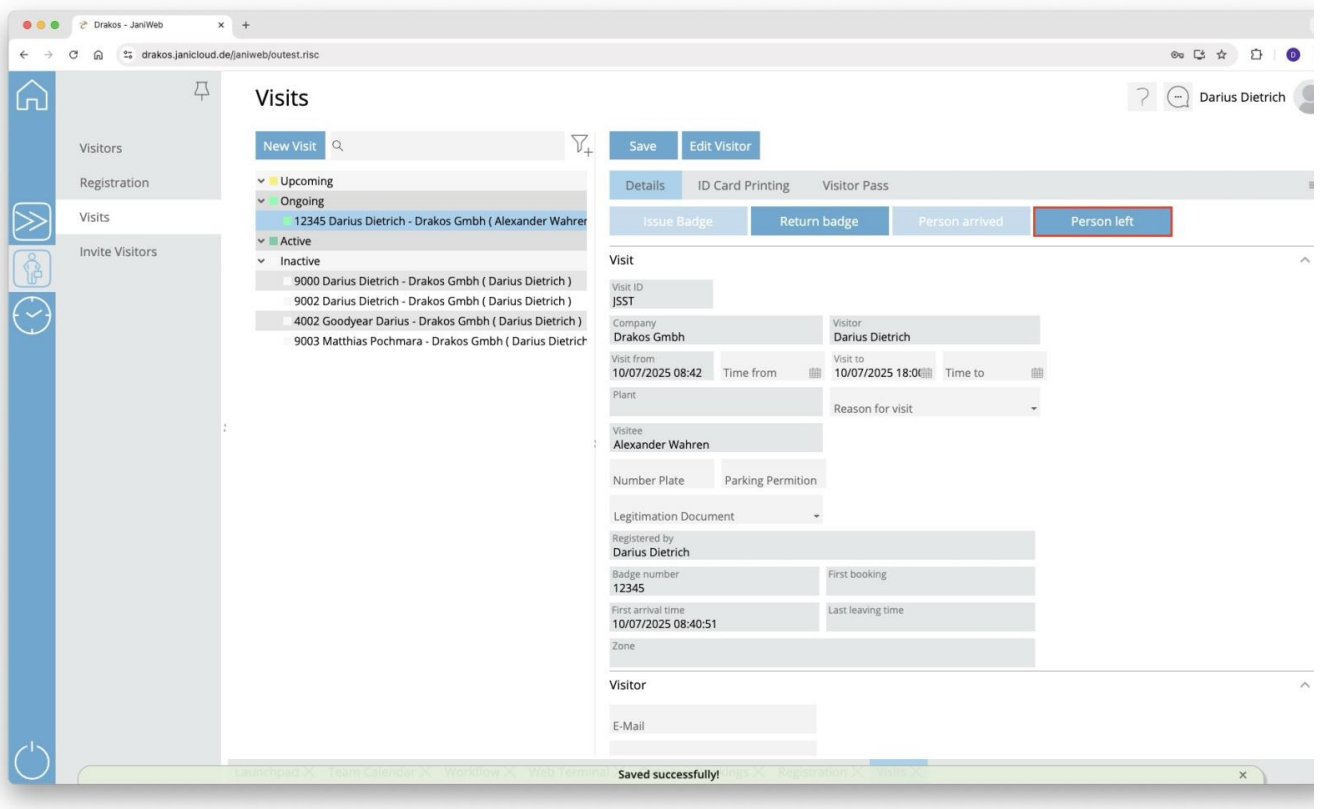 Drakos - JaniWeb
drakos.janicloud.de/janiweb/outest.risc
D
Visits
Darius Dietrich
Visitors
Registration
Visits
Invite Visitors
New Visit
Upcoming
Ongoing
12345 Darius Dietrich - Drakos Gmbh ( Alexander Wahren
Active
Inactive
9000 Darius Dietrich - Drakos Gmbh ( Darius Dietrich )
9002 Darius Dietrich - Drakos Gmbh ( Darius Dietrich )
4002 Goodyear Darius - Drakos Gmbh ( Darius Dietrich )
9003 Matthias Pochmara - Drakos Gmbh ( Darius Dietrich
Save Edit Visitor
Details ID Card Printing Visitor Pass
Issue Badge Return badge Person arrived Person left
Visit
Visit ID
JSST
Company Visitor
Drakos Gmbh Darius Dietrich
Visit from Visit to
10/07/2025 08:42 Time from 10/07/2025 18:00 Time to
Plant
Reason for visit
Visitee
Alexander Wahren
Number Plate Parking Permition
Legitimation Document
Registered by
Darius Dietrich
Badge number First booking
12345
First arrival time Last leaving time
10/07/2025 08:40:51
Zone
Visitor
E-Mail
Launchpad Team Calendar Workflow Web Terminal Saved successfully! Registration Visits